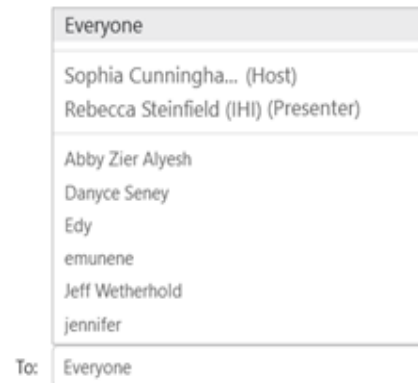 Everyone
Sophia Cunningha... (Host)
Rebecca Steinfield (IHI) (Presenter)
Abby Zier Alyesh
Danyce Seney
Edy
emunene
Jeff Wetherhold
jennifer
To: Everyone